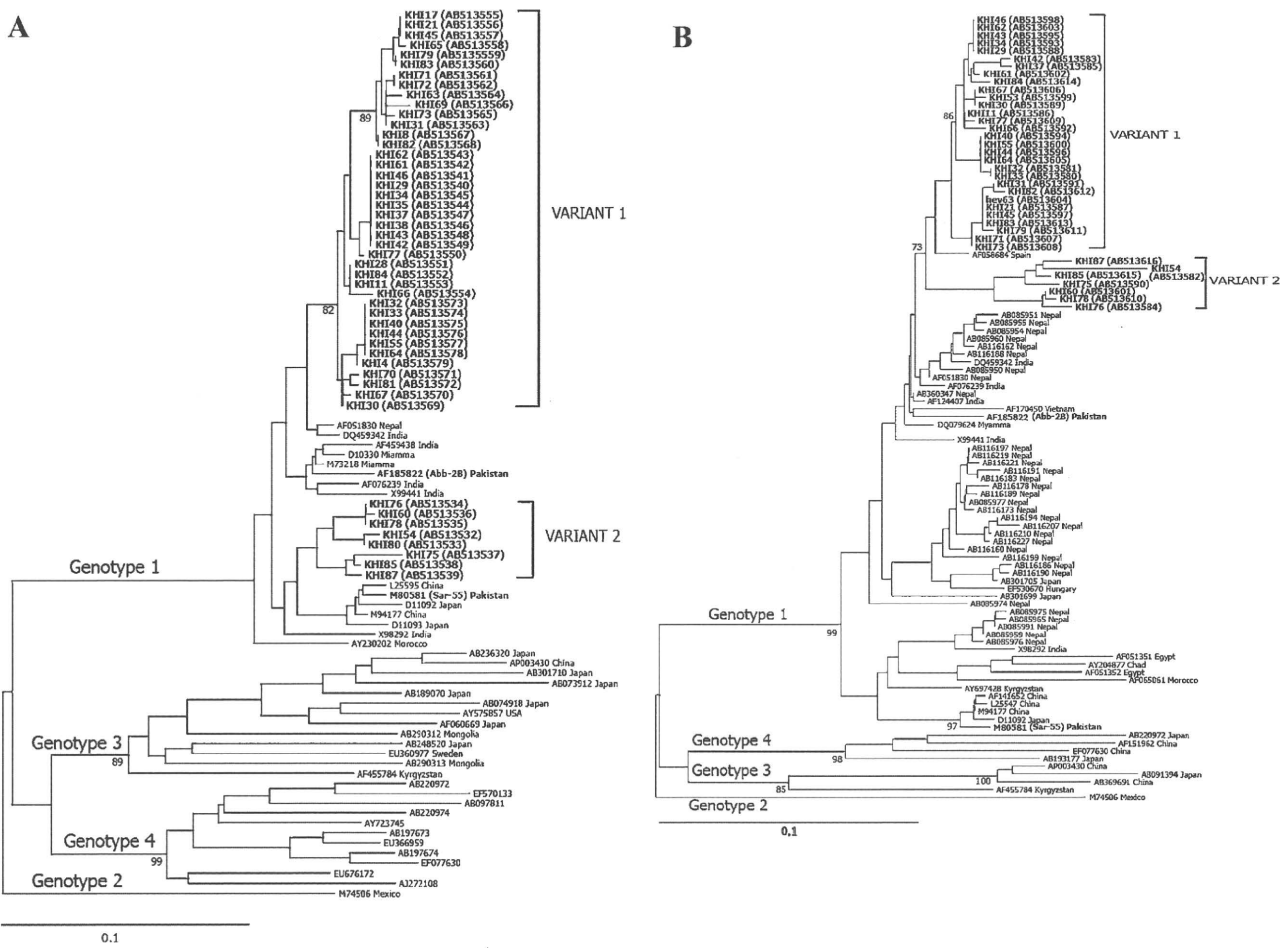 A
KHI17 (AB513555)
KHI21 (AB513556)
KHI45 (AB513557)
KHI65 (AB513558)
KHI79 (AB5135559)
KHI83 (AB513560)
KHI71 (AB513561)
KHI72 (AB513562)
KHI63 (AB513564)
KHI69 (AB513566)
KHI73 (AB513565)
KHI31 (AB513563)
89
KHI8 (AB513567)
KHI82 (AB513568)
KHI62 (AB513543)
KHI61 (AB513542)
KHI46 (AB513541)
KHI29 (AB513540)
KHI34 (AB513545)
KHI35 (AB513544)
KHI37 (AB513547)
KHI38 (AB513546)
KHI43 (AB513548)
KHI42 (AB513549)
KHI77 (AB513550)
KHI28 (AB513551)
KHI84 (AB513552)
KHI11 (AB513553)
KHI66 (AB513554)
82
KHI32 (AB513573)
KHI33 (AB513574)
KHI40 (AB513575)
KHI44 (AB513576)
KHI55 (AB513577)
KHI64 (AB513578)
KHI4 (AB513579)
KHI70 (AB513571)
KHI81 (AB513572)
KHI67 (AB513570)
KHI30 (AB513569)
VARIANT 1
AF051830 Nepal
DQ459342 India
AF459438 India
D10330 Miamma
M73218 Miamma
AF185822 (Abb-2B) Pakistan
AF076239 India
X99441 India
KHI76 (AB513534)
KHI60 (AB513536)
KHI78 (AB513535)
KHI54 (AB513532)
KHI80 (AB513533)
KHI75 (AB513537)
KHI85 (AB513538)
KHI87 (AB513539)
VARIANT 2
Genotype 1
L25595 China
M80581 (Sar-55) Pakistan
D11092 Japan
M94177 China
D11093 Japan
X98292 India
AY230202 Morocco
AB236320 Japan
AP003430 China
AB301710 Japan
AB073912 Japan
AB189070 Japan
AB074918 Japan
AY575857 USA
AF060669 Japan
AB290312 Mongolia
Genotype 3
89
AB248520 Japan
EU360977 Sweden
AB290313 Mongolia
AF455784 Kyrgyzstan
AB220972
EF570133
AB097811
AB220974
AY723745
Genotype 4
99
AB197673
EU366959
AB197674
EF077630
EU676172
AJ272108
Genotype 2
M74506 Mexico
0.1
B
KHI46 (AB513598)
KHI62 (AB513603)
KHI43 (AB513595)
KHI34 (AB513593)
KHI29 (AB513588)
KHI42 (AB513583)
KHI37 (AB513585)
KHI61 (AB513602)
KHI84 (AB513614)
KHI67 (AB513606)
KHI53 (AB513599)
KHI30 (AB513589)
KHI11 (AB513586)
86
KHI77 (AB513609)
KHI66 (AB513592)
KHI40 (AB513594)
KHI55 (AB513600)
KHI44 (AB513596)
KHI64 (AB513605)
KHI32 (AB513581)
KHI33 (AB513580)
KHI31 (AB513591)
KHI82 (AB513612)
hev63 (AB513604)
KHI21 (AB513587)
KHI45 (AB513597)
KHI83 (AB513613)
KHI79 (AB513611)
KHI71 (AB513607)
KHI73 (AB513608)
VARIANT 1
73
AF058684 Spain
KHI87 (AB513616)
KHI54
KHI85 (AB513615) (AB513582)
KHI75 (AB513590)
KHI60 (AB513601)
KHI78 (AB513610)
KHI76 (AB513584)
VARIANT 2
AB085951 Nepal
AB085955 Nepal
AB085954 Nepal
AB085960 Nepal
AB116162 Nepal
AB116188 Nepal
DQ459342 India
AB085950 Nepal
AF051830 Nepal
AF076239 India
AB360347 Nepal
AF124407 India
AF170450 Vietnam
AF185822 (Abb-2B) Pakistan
DQ079624 Myamma
X99441 India
AB116197 Nepal
AB116219 Nepal
AB116221 Nepal
AB116191 Nepal
AB116183 Nepal
AB116178 Nepal
AB116189 Nepal
AB085977 Nepal
AB116173 Nepal
AB116194 Nepal
AB116207 Nepal
AB116210 Nepal
AB116227 Nepal
AB116160 Nepal
AB116199 Nepal
AB116186 Nepal
AB116190 Nepal
AB301705 Japan
EF530670 Hungary
AB301699 Japan
AB085974 Nepal
Genotype 1
99
AB085975 Nepal
AB085965 Nepal
AB085991 Nepal
AB085959 Nepal
AB085976 Nepal
X98292 India
AF051351 Egypt
AY204877 Chad
AF051352 Egypt
AF065061 Morocco
AY697428 Kyrgyzstan
AF141652 China
L25547 China
M94177 China
D11092 Japan
97
M80581 (Sar-55) Pakistan
Genotype 4
98
AB220972 Japan
AF151962 China
EF077630 China
AB193177 Japan
Genotype 3
85
100
AP003430 China
AB091394 Japan
AB369691 China
AF455784 Kyrgyzstan
Genotype 2
M74506 Mexico
0.1